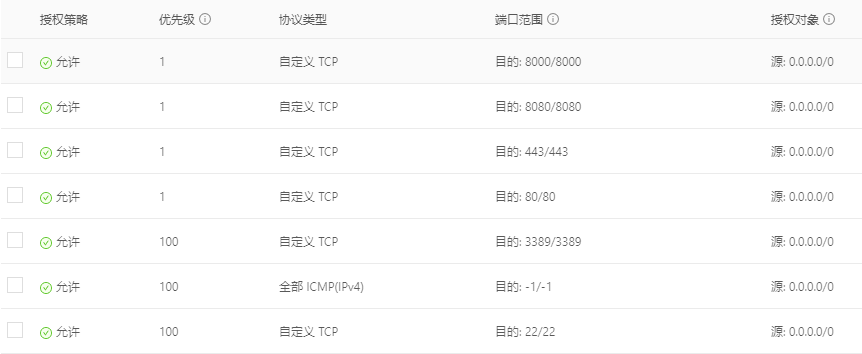 授权策略 优先级 协议类型 端口范围 授权对象
允许 1 自定义 TCP 目的: 8000/8000 源: 0.0.0.0/0
允许 1 自定义 TCP 目的: 8080/8080 源: 0.0.0.0/0
允许 1 自定义 TCP 目的: 443/443 源: 0.0.0.0/0
允许 1 自定义 TCP 目的: 80/80 源: 0.0.0.0/0
允许 100 自定义 TCP 目的: 3389/3389 源: 0.0.0.0/0
允许 100 全部 ICMP(IPv4) 目的: -1/-1 源: 0.0.0.0/0
允许 100 自定义 TCP 目的: 22/22 源: 0.0.0.0/0